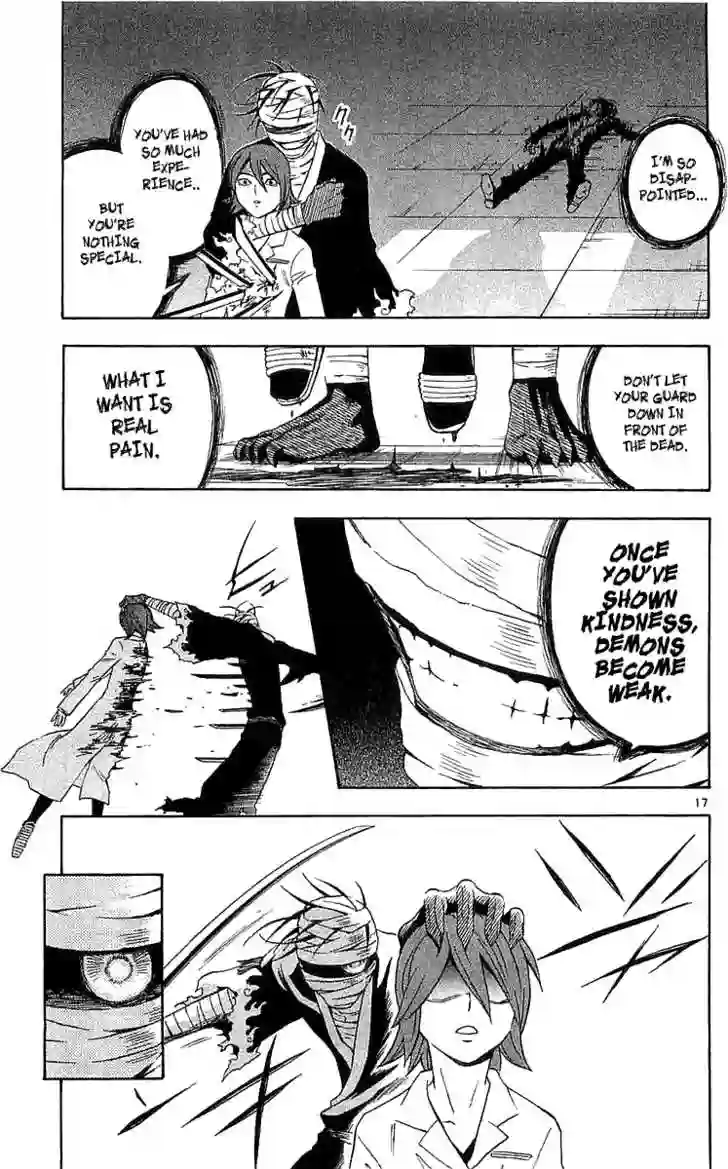 I'M SO
DISAP-
POINTED...
YOU'VE HAD
SO MUCH
EXPE-
RIENCE..
BUT
YOU'RE
NOTHING
SPECIAL.
ググ
DON'T LET
YOUR GUARD
DOWN IN
FRONT OF
THE DEAD.
WHAT I
WANT IS
REAL
PAIN.
ONCE
YOU'VE
SHOWN
KINDNESS,
DEMONS
BECOME
WEAK.
17